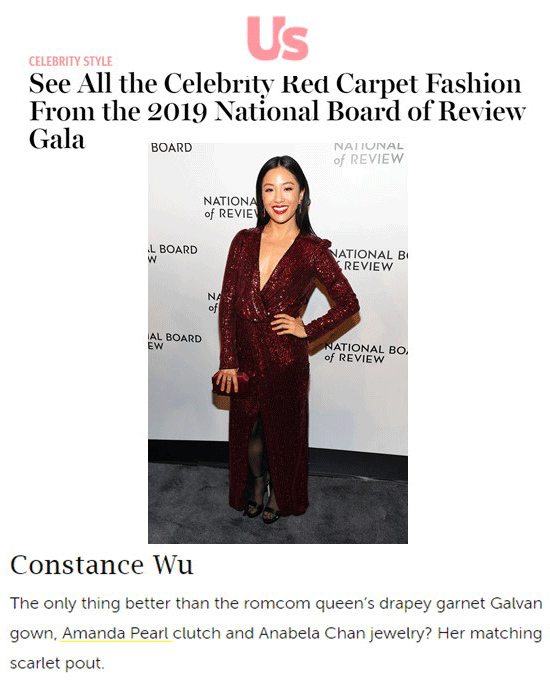 Us
CELEBRITY STYLE
See All the Celebrity Red Carpet Fashion
From the 2019 National Board of Review
Gala
BOARD
NATIONAL
of REVIEW
NATIONA
of REVIEW
L BOARD
W
NATIONAL B
REVIEW
NA
of
AL BOARD
EW
NATIONAL BO
of REVIEW
Constance Wu
The only thing better than the romcom queen’s drapey garnet Galvan
gown, Amanda Pearl clutch and Anabela Chan jewelry? Her matching
scarlet pout.